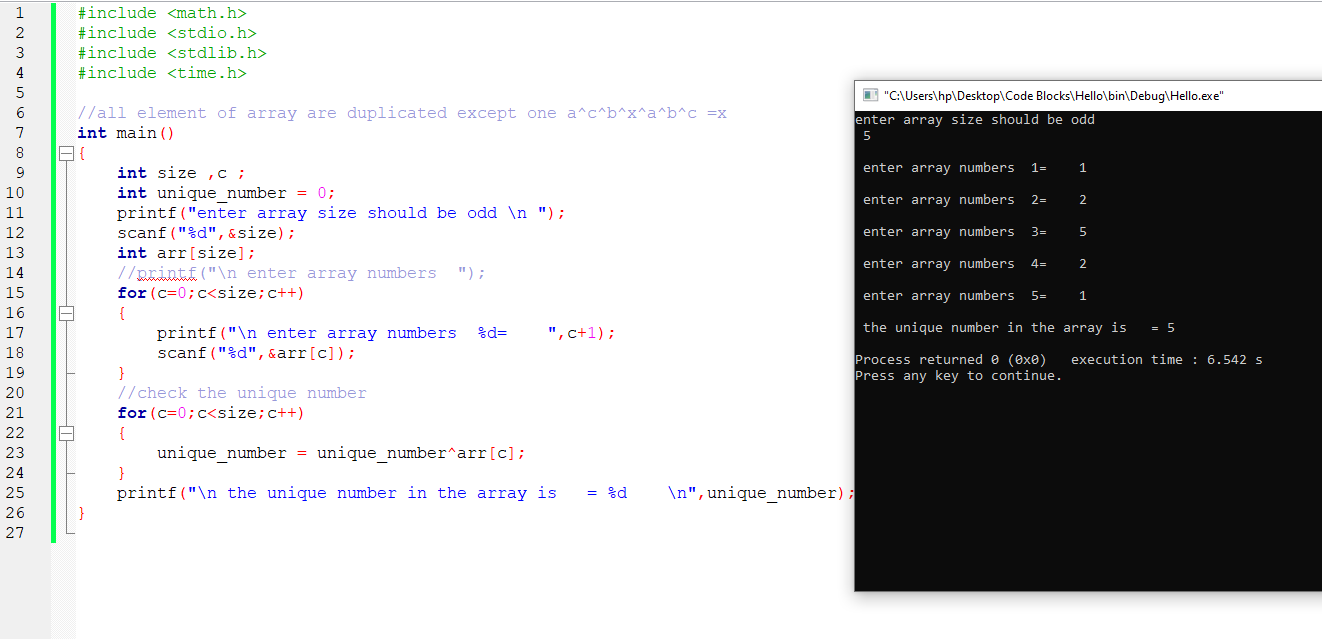 1 #include <math.h>
2 #include <stdio.h>
3 #include <stdlib.h>
4 #include <time.h>
5
6 //all element of array are duplicated except one a^c^b^x^a^b^c =x
7 int main()
8 {
9 int size ,c ;
10 int unique_number = 0;
11 printf("enter array size should be odd \n ");
12 scanf("%d",&size);
13 int arr[size];
14 //printf("\n enter array numbers  ");
15 for(c=0;c<size;c++)
16 {
17 printf("\n enter array numbers  %d=    ",c+1);
18 scanf("%d",&arr[c]);
19 }
20 //check the unique number
21 for(c=0;c<size;c++)
22 {
23 unique_number = unique_number^arr[c];
24 }
25 printf("\n the unique number in the array is   = %d    \n",unique_number);
26 }
27
"C:\Users\hp\Desktop\Code Blocks\Hello\bin\Debug\Hello.exe"
enter array size should be odd
5
enter array numbers  1=    1
enter array numbers  2=    2
enter array numbers  3=    5
enter array numbers  4=    2
enter array numbers  5=    1
the unique number in the array is   = 5
Process returned 0 (0x0)   execution time : 6.542 s
Press any key to continue.